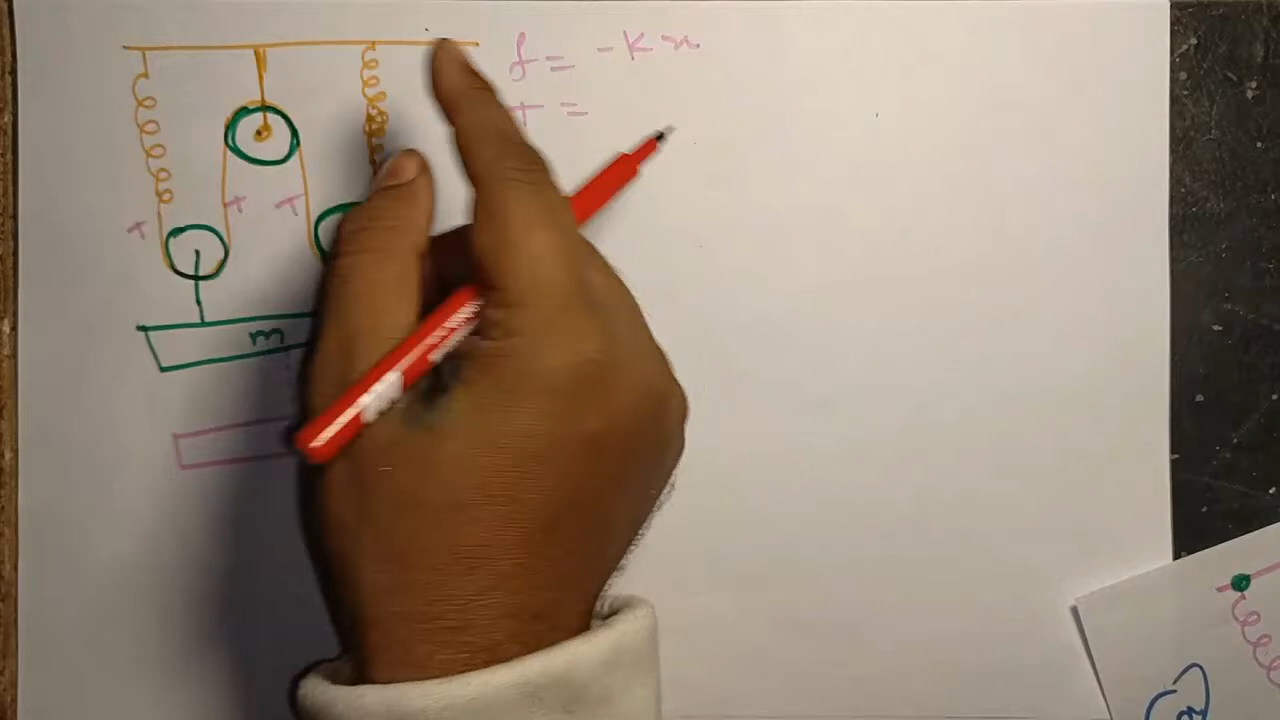 f = -Kx
T =
T T T
m